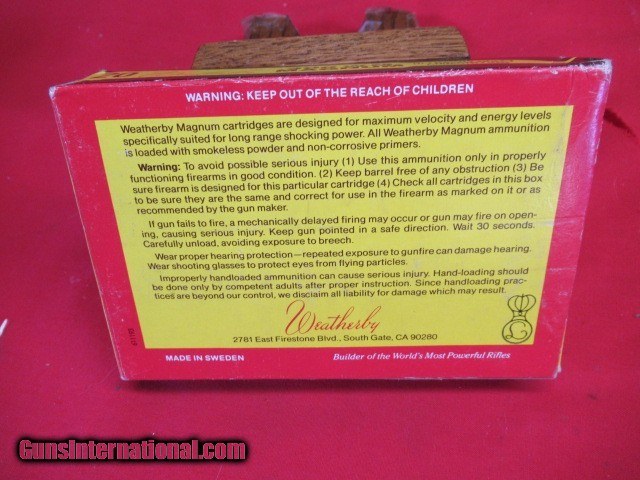 WARNING: KEEP OUT OF THE REACH OF CHILDREN
Weatherby Magnum cartridges are designed for maximum velocity and energy levels
specifically suited for long range shocking power. All Weatherby Magnum ammunition
is loaded with smokeless powder and non-corrosive primers.
Warning: To avoid possible serious injury (1) Use this ammunition only in properly
functioning firearms in good condition. (2) Keep barrel free of any obstruction (3) Be
sure firearm is designed for this particular cartridge (4) Check all cartridges in this box
to be sure they are the same and correct for use in the firearm as marked on it or as
recommended by the gun maker.
If gun fails to fire, a mechanically delayed firing may occur or gun may fire on open-
ing, causing serious injury. Keep gun pointed in a safe direction. Wait 30 seconds.
Carefully unload, avoiding exposure to breech.
Wear proper hearing protection—repeated exposure to gunfire can damage hearing.
Wear shooting glasses to protect eyes from flying particles.
Improperly handloaded ammunition can cause serious injury. Hand-loading should
be done only by competent adults after proper instruction. Since handloading prac-
tices are beyond our control, we disclaim all liability for damage which may result.
Weatherby
2781 East Firestone Blvd., South Gate, CA 90280
MADE IN SWEDEN
Builder of the World's Most Powerful Rifles
GunsInternational.com